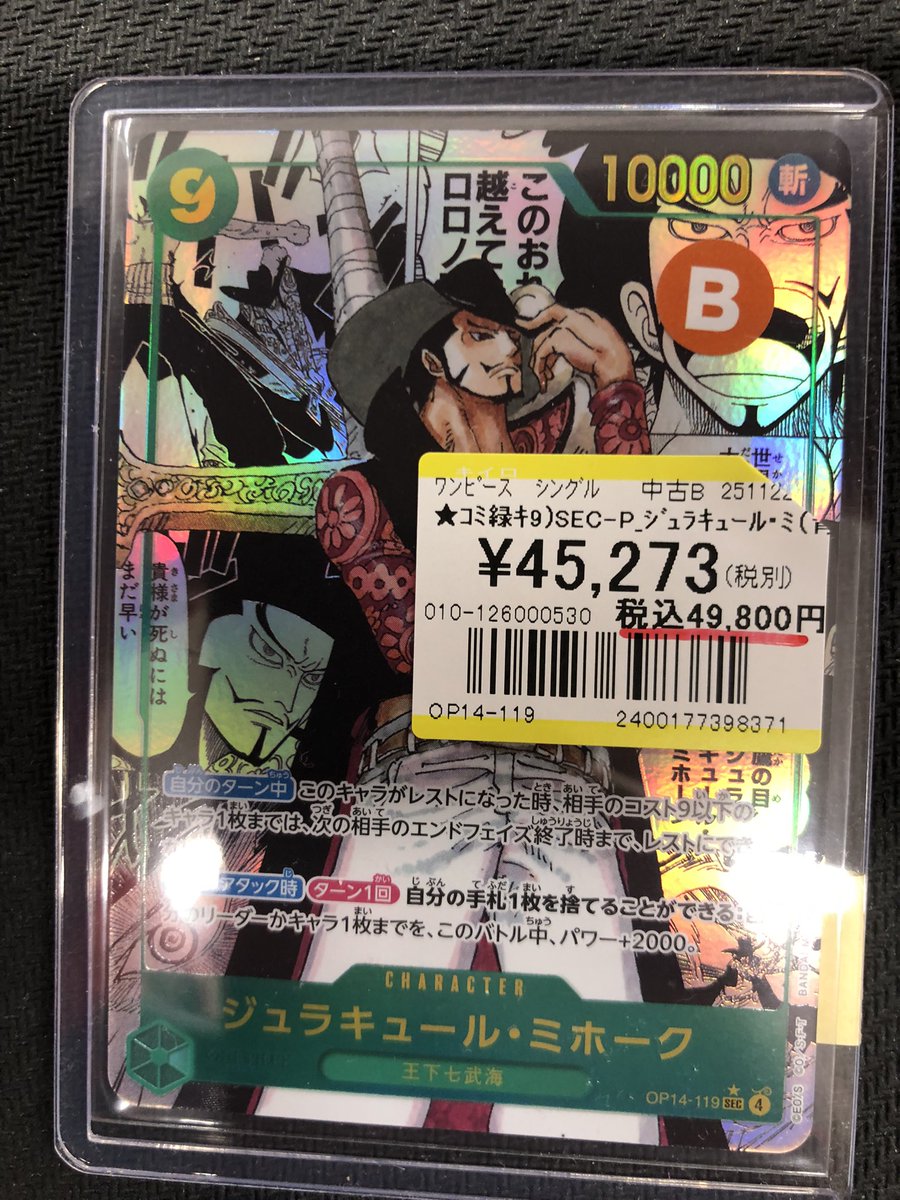 9
10000
斬
このおれ
越えて
ロロノ
B
ワンピース シングル 中古B 251122
★コミ緑キ9)SEC-P_ジュラキュール・ミ(
¥45,273(税別)
010-126000530 税込49,800円
OP14-119 2400177398371
貴様が死ぬには
まだ早い
自分のターン中 このキャラがレストになった時、相手のコスト9以下の
キャラ1枚までは、次の相手のエンドフェイズ終了時まで、レストにでき
アタック時 ターン1回 自分の手札1枚を捨てることができる:
のリーダーかキャラ1枚までを、このバトル中、パワー+2000。
CHARACTER
ジュラキュール・ミホーク
王下七武海
OP14-119 SEC 4